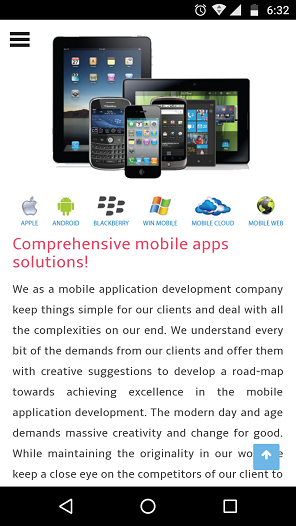 6:32
APPLE ANDROID BLACKBERRY WIN MOBILE MOBILE CLOUD MOBILE WEB
Comprehensive mobile apps
solutions!
We as a mobile application development company
keep things simple for our clients and deal with all
the complexities on our end. We understand every
bit of the demands from our clients and offer them
with creative suggestions to develop a road-map
towards achieving excellence in the mobile
application development. The modern day and age
demands massive creativity and change for good.
While maintaining the originality in our we
keep a close eye on the competitors of our client to